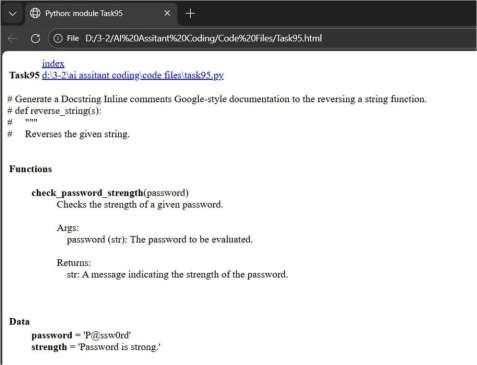 Python: module Task95
File D:/3-2/AI%20Assitant%20Coding/Code%20Files/Task95.html
index
Task95 d:\3-2\ai assitant coding\code files\task95.py
# Generate a Docstring Inline comments Google-style documentation to the reversing a string function.
# def reverse_string(s):
#     """
#     Reverses the given string.
Functions
check_password_strength(password)
Checks the strength of a given password.
Args:
password (str): The password to be evaluated.
Returns:
str: A message indicating the strength of the password.
Data
password = 'P@ssw0rd'
strength = 'Password is strong.'